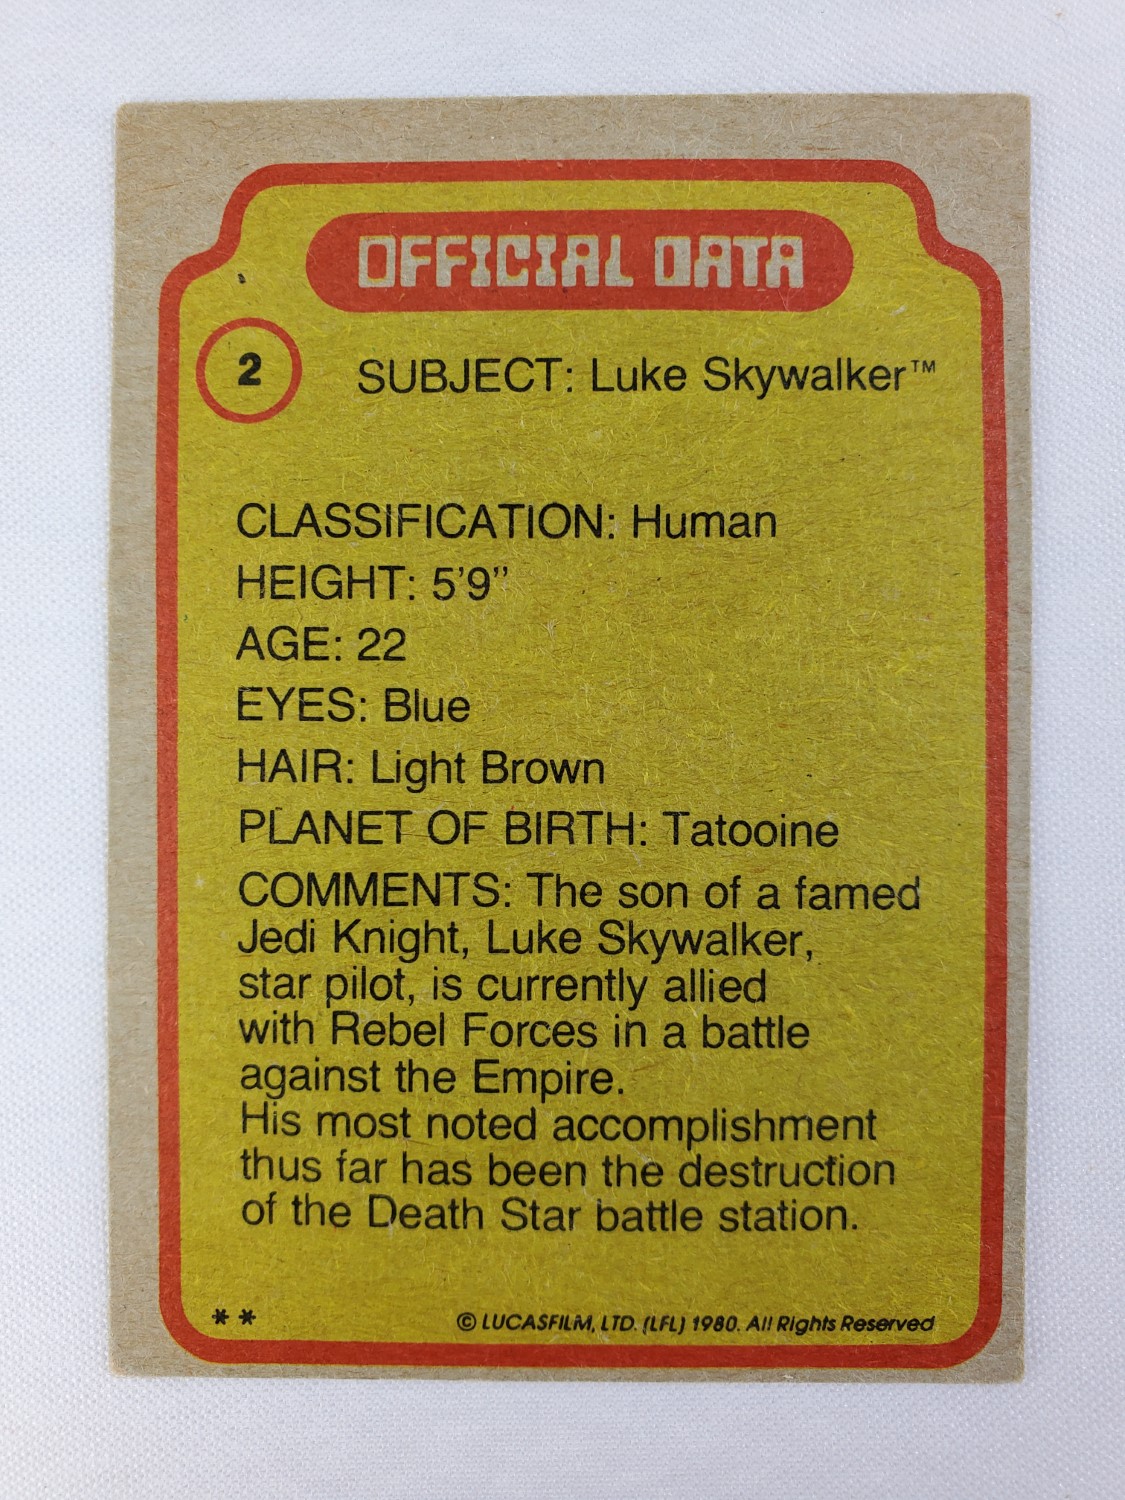 OFFICIAL DATA
2
SUBJECT: Luke Skywalker™
CLASSIFICATION: Human
HEIGHT: 5'9"
AGE: 22
EYES: Blue
HAIR: Light Brown
PLANET OF BIRTH: Tatooine
COMMENTS: The son of a famed
Jedi Knight, Luke Skywalker,
star pilot, is currently allied
with Rebel Forces in a battle
against the Empire.
His most noted accomplishment
thus far has been the destruction
of the Death Star battle station.
** © LUCASFILM, LTD. (LFL) 1980. All Rights Reserved